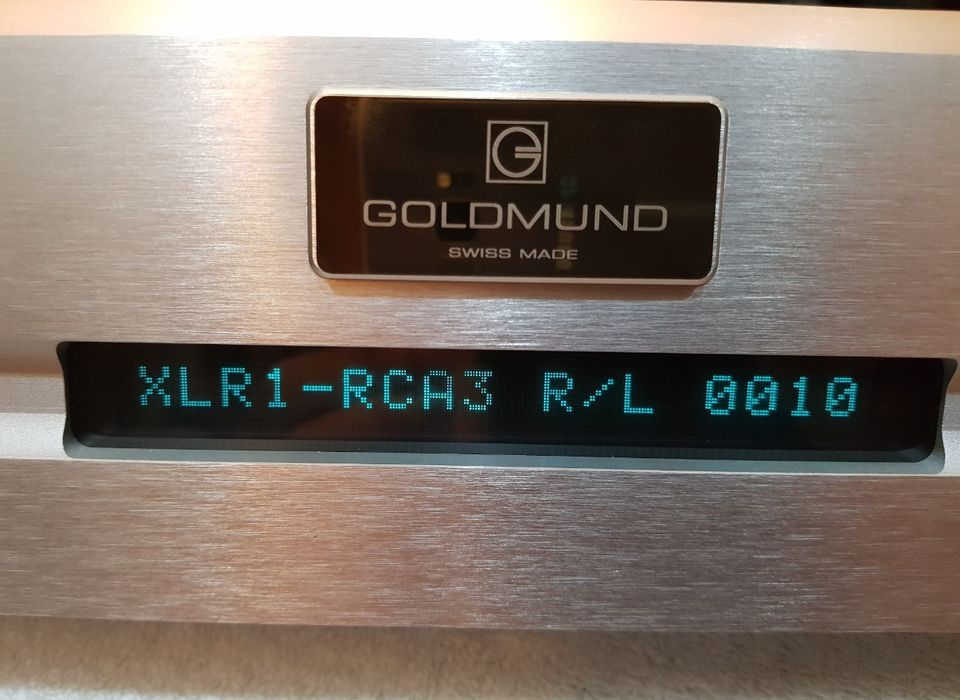 GOLDMUND
SWISS MADE
XLR1-RCA3 R/L 0010